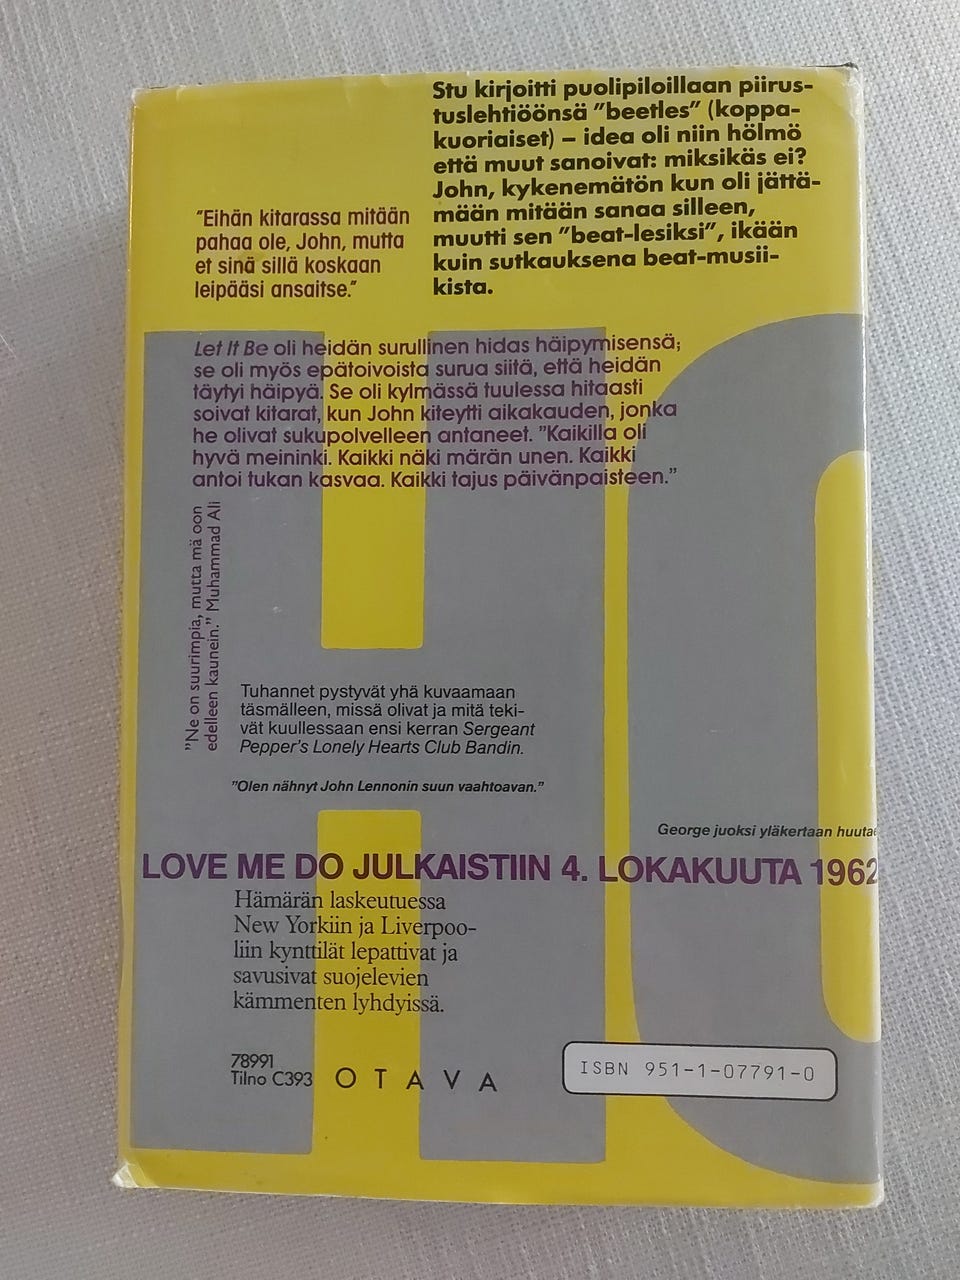 Stu kirjoitti puolipiloillaan piirus-
tuslehtiöönsä ”beetles” (koppa-
kuoriaiset) – idea oli niin hölmö
että muut sanoivat: miksikäs ei?
John, kykenemätön kun oli jättä-
mään mitään sanaa silleen,
muutti sen ”beat-lesiksi”, ikään
kuin sutkauksena beat-musii-
kista.
”Eihän kitarassa mitään
pahaa ole, John, mutta
et sinä sillä koskaan
leipääsi ansaitse.”
Let It Be oli heidän surullinen hidas häipymisensä;
se oli myös epätoivoista surua siitä, että heidän
täytyi häipyä. Se oli kylmässä tuulessa hitaasti
soivat kitarat, kun John kiteytti aikakauden, jonka
he olivat sukupolvelleen antaneet. ”Kaikilla oli
hyvä meininki. Kaikki näki märän unen. Kaikki
antoi tukan kasvaa. Kaikki tajus päivänpaisteen.”
”Ne on suurimpia, mutta mä oon
edelleen kaunein.” Muhammad Ali
Tuhannet pystyvät yhä kuvaamaan
täsmälleen, missä olivat ja mitä teki-
vät kuullessaan ensi kerran Sergeant
Pepper's Lonely Hearts Club Bandin.
”Olen nähnyt John Lennonin suun vaahtoavan.”
George juoksi yläkertaan huutae
LOVE ME DO JULKAISTIIN 4. LOKAKUUTA 1962
Hämärän laskeutuessa
New Yorkiin ja Liverpoo-
liin kynttilät lepattivat ja
savusivat suojelevien
kämmenten lyhdyissä.
78991
Tilno C393
OTAVA
ISBN 951-1-07791-0
HO